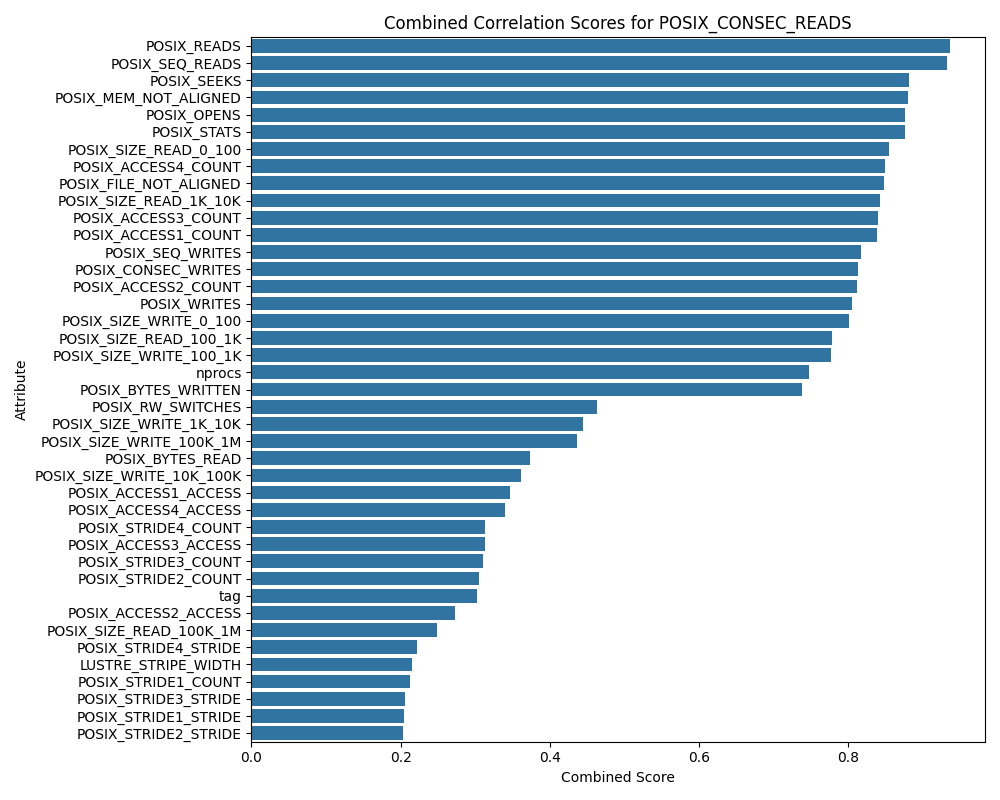 Combined Correlation Scores for POSIX_CONSEC_READS
POSIX_READS
POSIX_SEQ_READS
POSIX_SEEKS
POSIX_MEM_NOT_ALIGNED
POSIX_OPENS
POSIX_STATS
POSIX_SIZE_READ_0_100
POSIX_ACCESS4_COUNT
POSIX_FILE_NOT_ALIGNED
POSIX_SIZE_READ_1K_10K
POSIX_ACCESS3_COUNT
POSIX_ACCESS1_COUNT
POSIX_SEQ_WRITES
POSIX_CONSEC_WRITES
POSIX_ACCESS2_COUNT
POSIX_WRITES
POSIX_SIZE_WRITE_0_100
POSIX_SIZE_READ_100_1K
POSIX_SIZE_WRITE_100_1K
nprocs
POSIX_BYTES_WRITTEN
POSIX_RW_SWITCHES
POSIX_SIZE_WRITE_1K_10K
POSIX_SIZE_WRITE_100K_1M
POSIX_BYTES_READ
POSIX_SIZE_WRITE_10K_100K
POSIX_ACCESS1_ACCESS
POSIX_ACCESS4_ACCESS
POSIX_STRIDE4_COUNT
POSIX_ACCESS3_ACCESS
POSIX_STRIDE3_COUNT
POSIX_STRIDE2_COUNT
tag
POSIX_ACCESS2_ACCESS
POSIX_SIZE_READ_100K_1M
POSIX_STRIDE4_STRIDE
LUSTRE_STRIPE_WIDTH
POSIX_STRIDE1_COUNT
POSIX_STRIDE3_STRIDE
POSIX_STRIDE1_STRIDE
POSIX_STRIDE2_STRIDE
Attribute
0.0 0.2 0.4 0.6 0.8
Combined Score